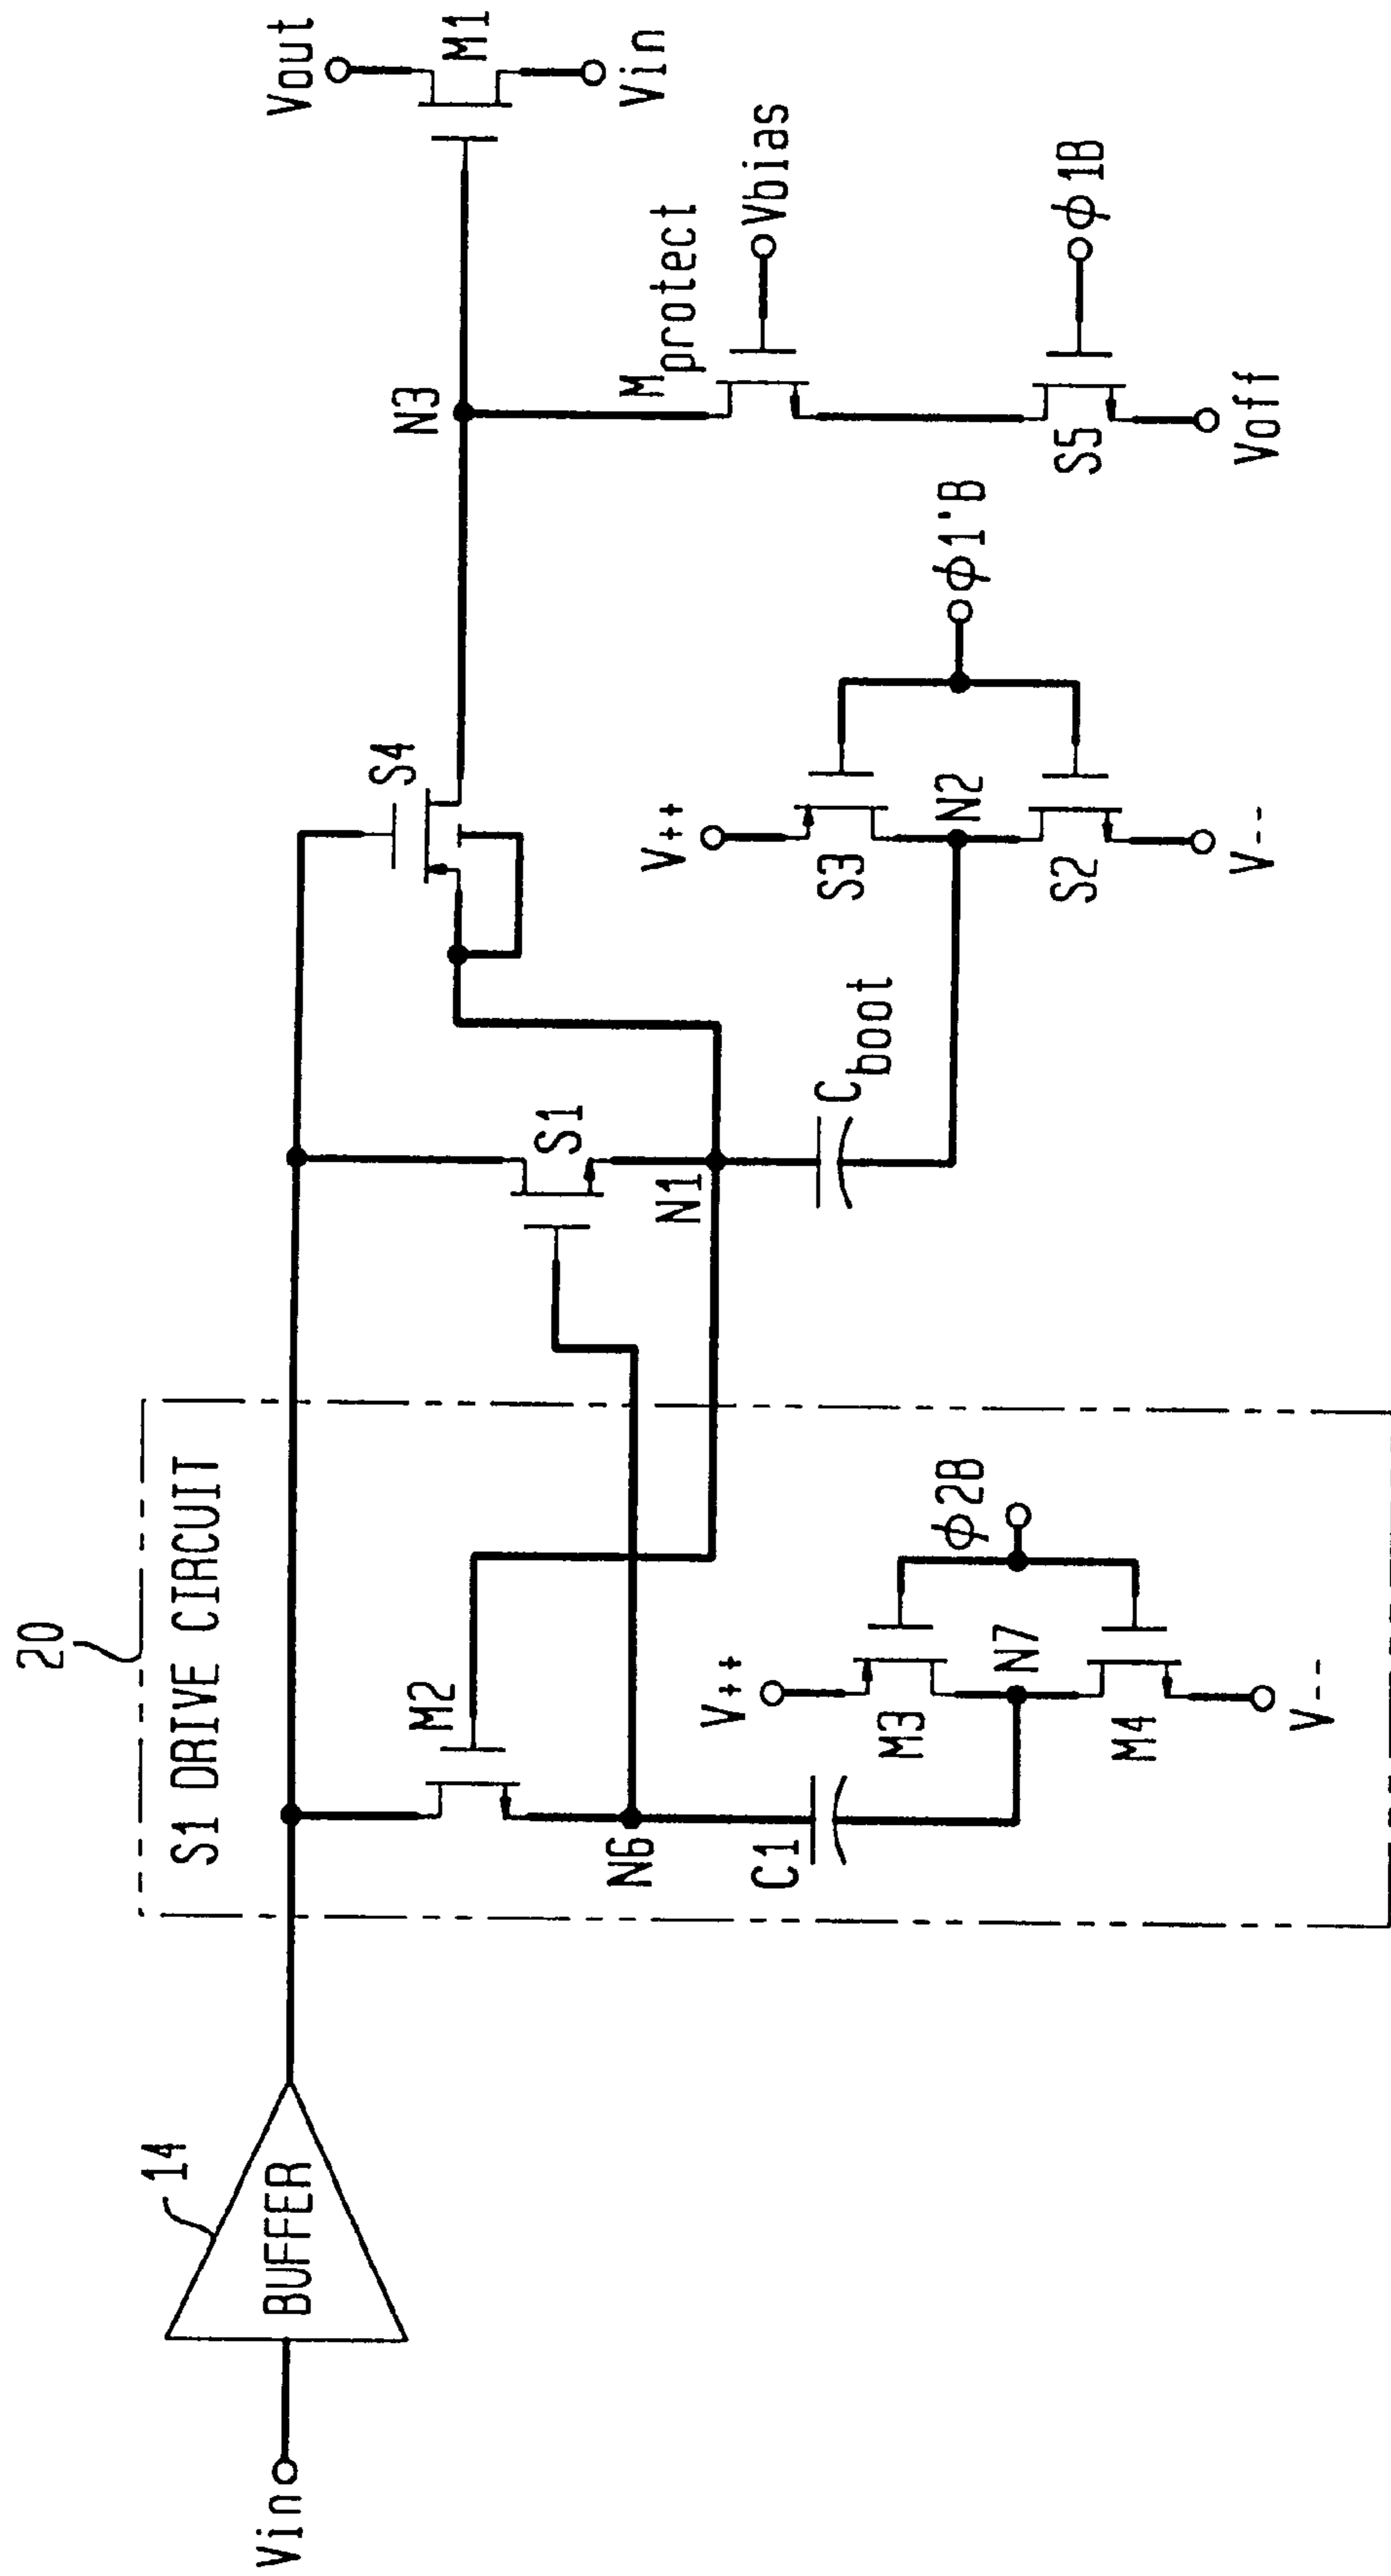 20
S1 DRIVE CIRCUIT
14
BUFFER
Vin
M2
N6
C1
V++
M3
N7
M4
V--
ϕ2B
S1
N1
Cboot
S4
V++
S3
N2
S2
V--
ϕ1'B
N3
Mprotect
Vbias
S5
ϕ1B
Voff
Vout
M1
Vin